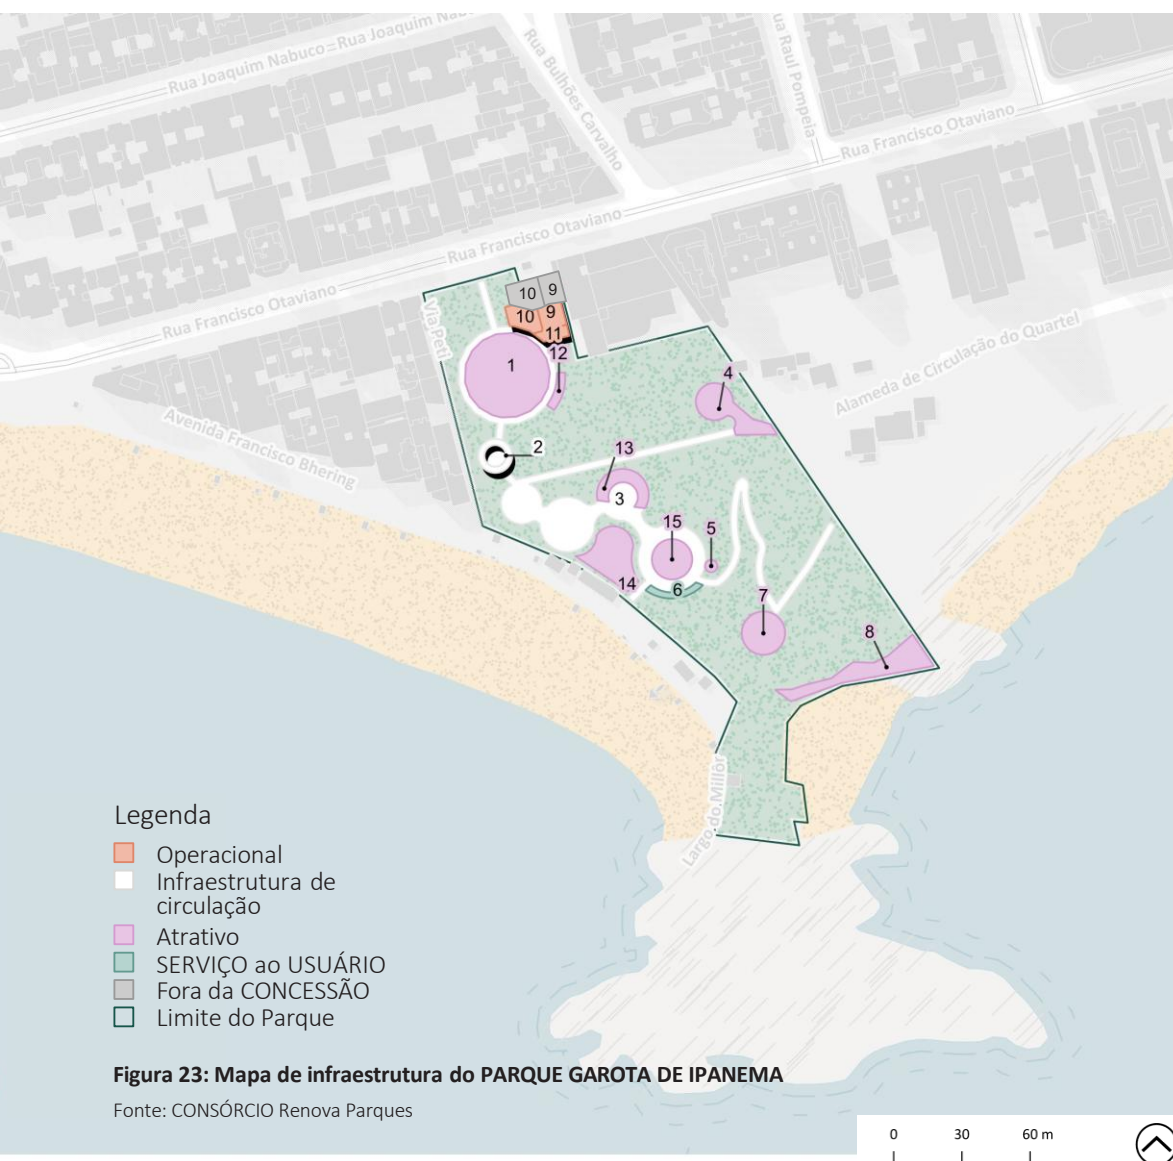 Rua Joaquim Nabuco
Rua Joaquim Nabuco
Rua Bulhões Carvalho
Rua Raul Pompeia
Rua Francisco Otaviano
Rua Francisco Otaviano
Rua Francisco Otaviano
Via Peti
Avenida Francisco Bhering
Alameda de Circulação do Quartel
10
9
10
9
11
1
12
4
2
13
3
15
5
14
6
7
8
Largo do Millôr
Legenda
Operacional
Infraestrutura de
circulação
Atrativo
SERVIÇO ao USUÁRIO
Fora da CONCESSÃO
Limite do Parque
Figura 23: Mapa de infraestrutura do PARQUE GAROTA DE IPANEMA
Fonte: CONSÓRCIO Renova Parques
0 30 60 m